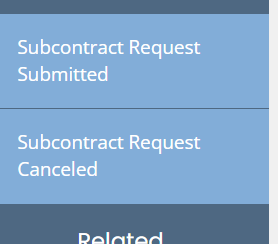 Subcontract Request
Submitted
Subcontract Request
Canceled
Related